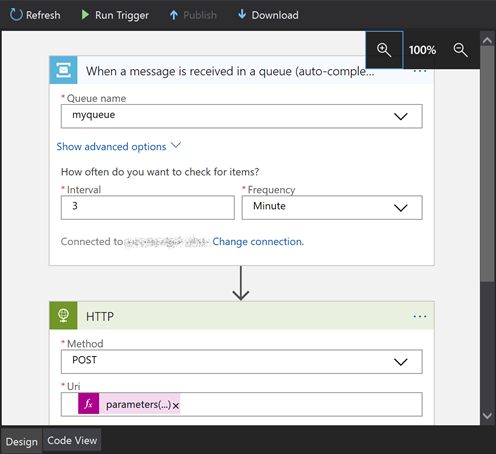 Refresh Run Trigger Publish Download
100%
When a message is received in a queue (auto-comple... ...
* Queue name
myqueue
Show advanced options
How often do you want to check for items?
* Interval * Frequency
3 Minute
Connected to Change connection.
HTTP ...
* Method
POST
* Uri
fx parameters(...) x
Design Code View